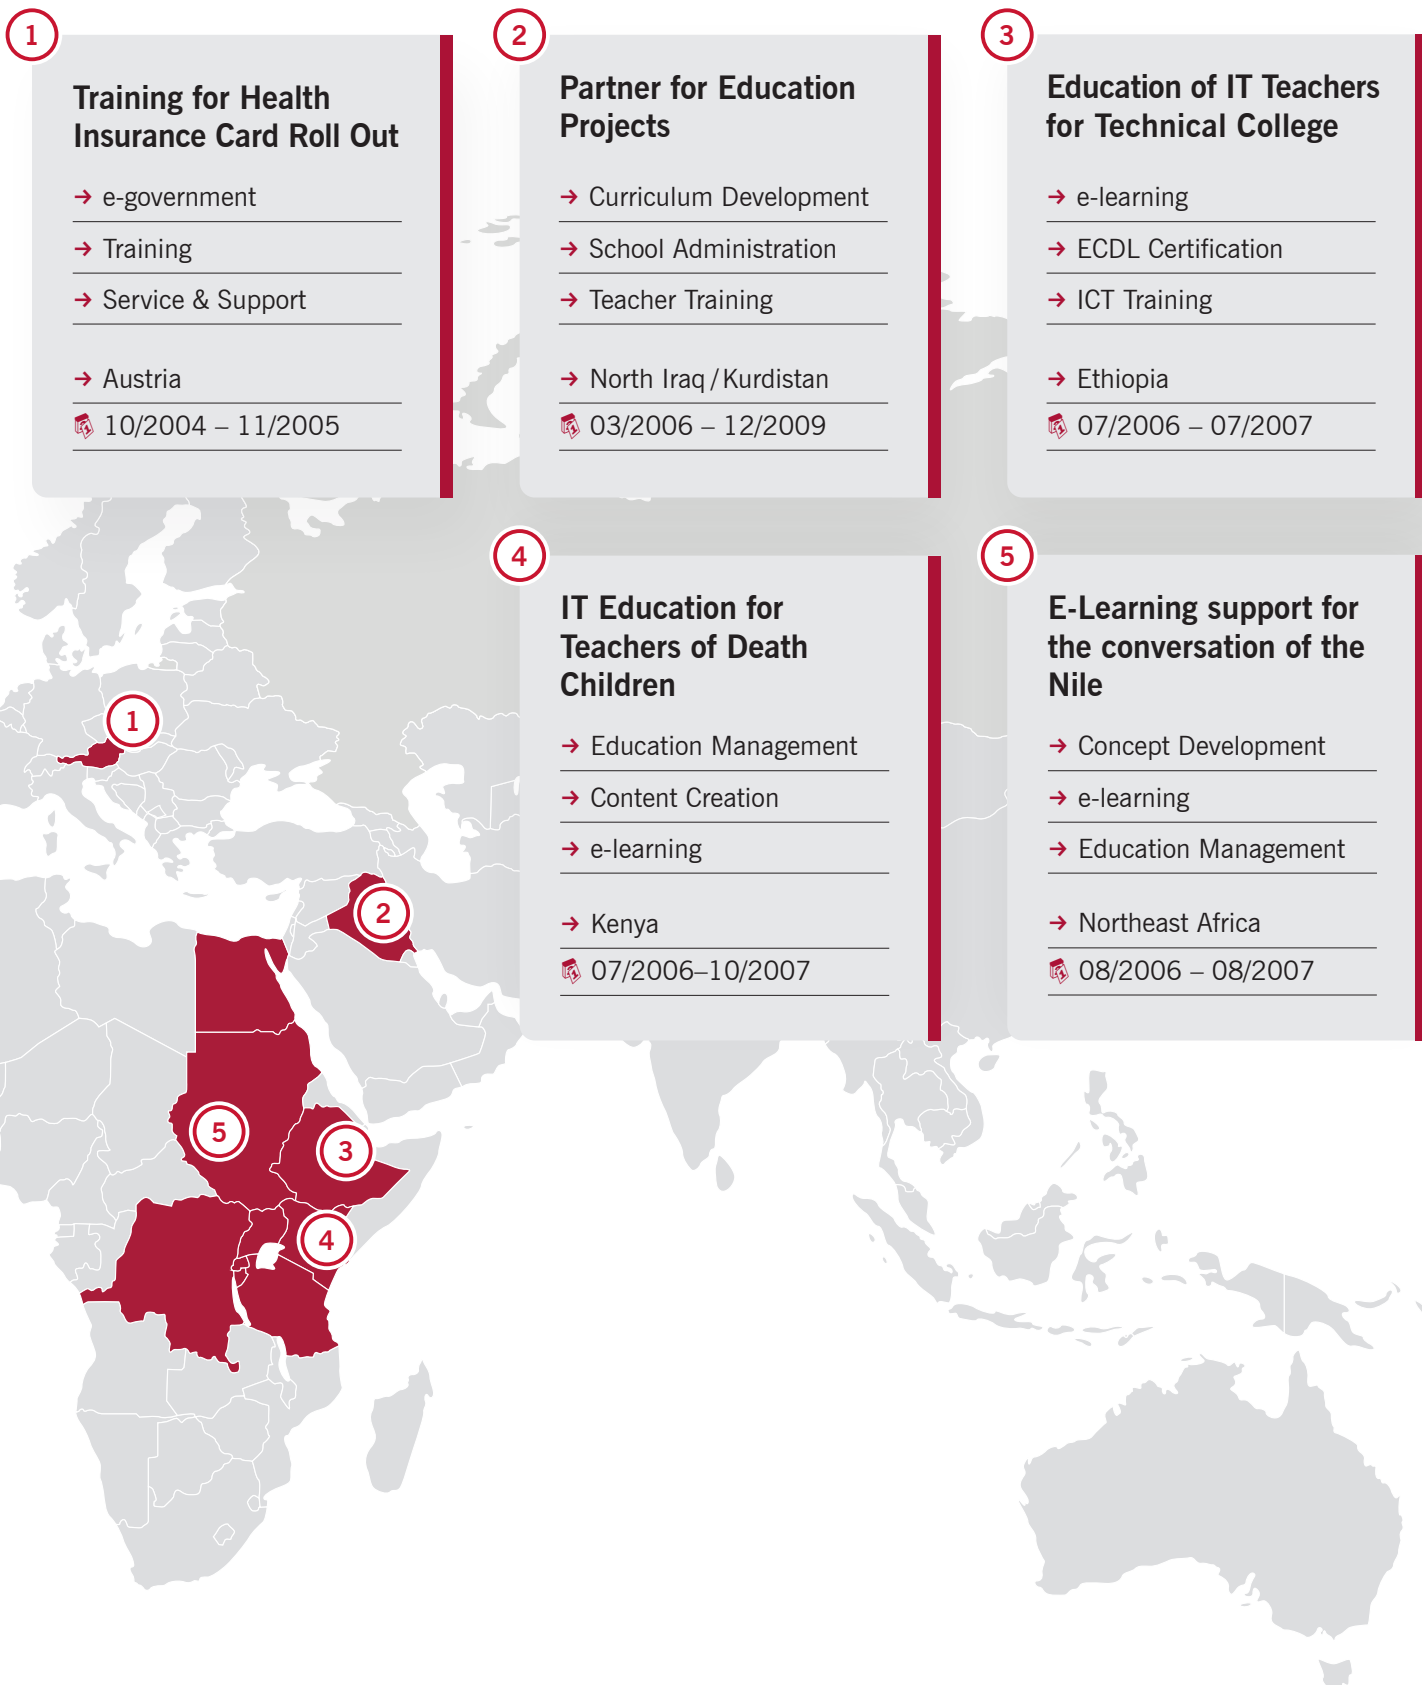 1
Training for Health
Insurance Card Roll Out
→ e-government
→ Training
→ Service & Support
→ Austria
10/2004 – 11/2005
2
Partner for Education
Projects
→ Curriculum Development
→ School Administration
→ Teacher Training
→ North Iraq / Kurdistan
03/2006 – 12/2009
3
Education of IT Teachers
for Technical College
→ e-learning
→ ECDL Certification
→ ICT Training
→ Ethiopia
07/2006 – 07/2007
4
IT Education for
Teachers of Death
Children
→ Education Management
→ Content Creation
→ e-learning
→ Kenya
07/2006–10/2007
5
E-Learning support for
the conversation of the
Nile
→ Concept Development
→ e-learning
→ Education Management
→ Northeast Africa
08/2006 – 08/2007
1
2
5
3
4